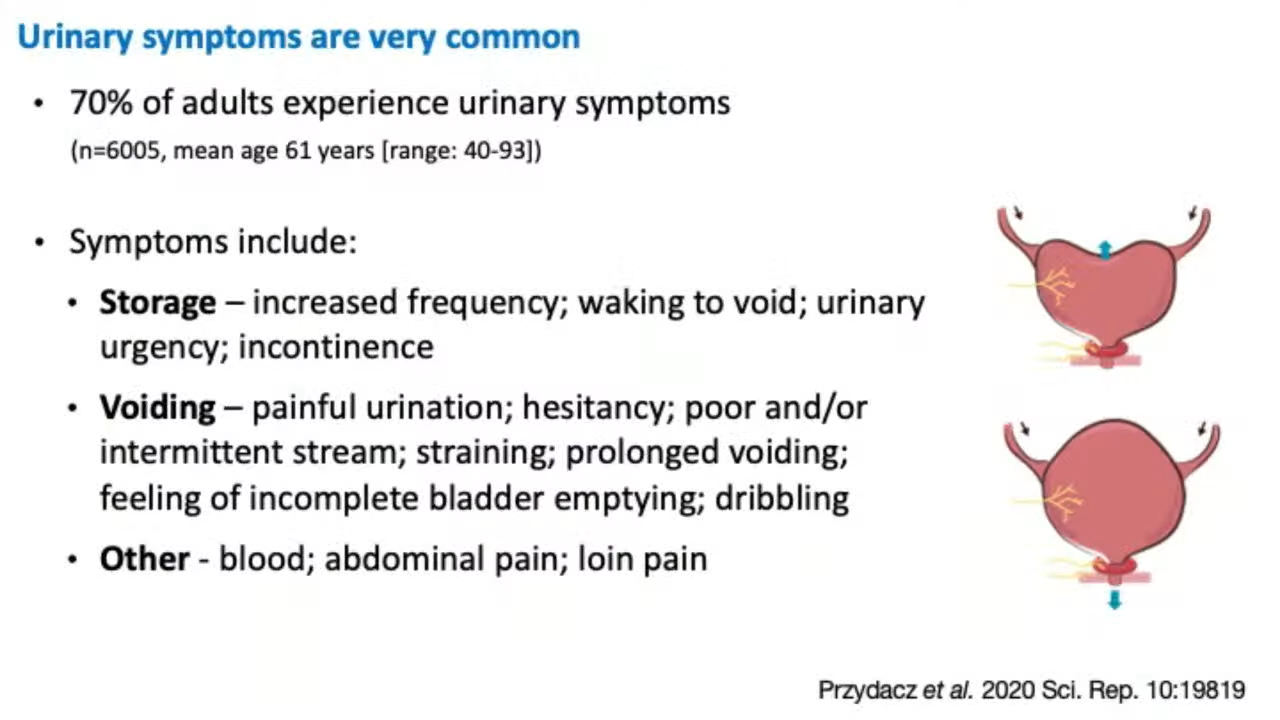 Urinary symptoms are very common
• 70% of adults experience urinary symptoms
(n=6005, mean age 61 years [range: 40-93])
• Symptoms include:
• Storage – increased frequency; waking to void; urinary
urgency; incontinence
• Voiding – painful urination; hesitancy; poor and/or
intermittent stream; straining; prolonged voiding;
feeling of incomplete bladder emptying; dribbling
• Other - blood; abdominal pain; loin pain
Przydacz et al. 2020 Sci. Rep. 10:19819